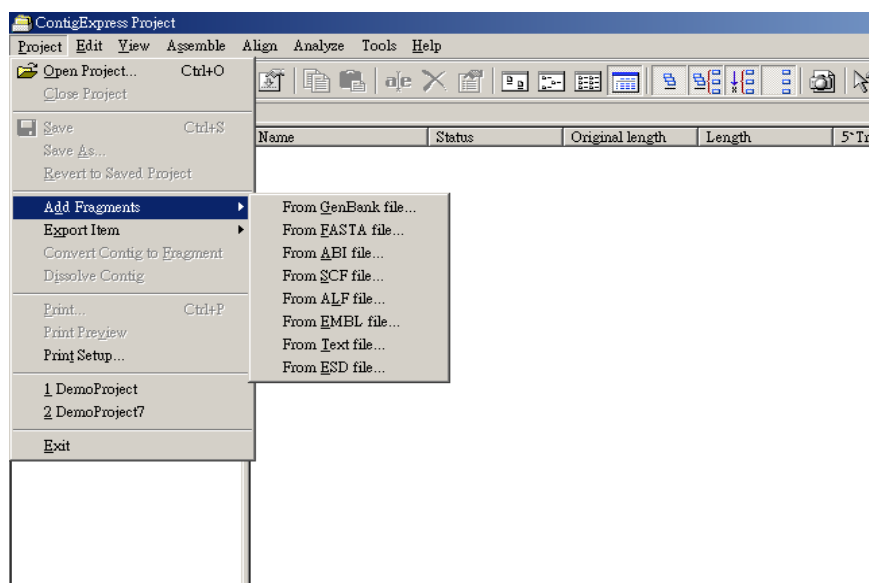 ContigExpress Project
Project Edit View Assemble Align Analyze Tools Help
Open Project... Ctrl+O
Close Project
Save Ctrl+S
Save As...
Revert to Saved Project
Add Fragments
Export Item
Convert Contig to Fragment
Dissolve Contig
Print... Ctrl+P
Print Preview
Print Setup...
1 DemoProject
2 DemoProject7
Exit
From GenBank file...
From FASTA file...
From ABI file...
From SCF file...
From ALF file...
From EMBL file...
From Text file...
From ESD file...
a|e
Name Status Original length Length 5`Tr